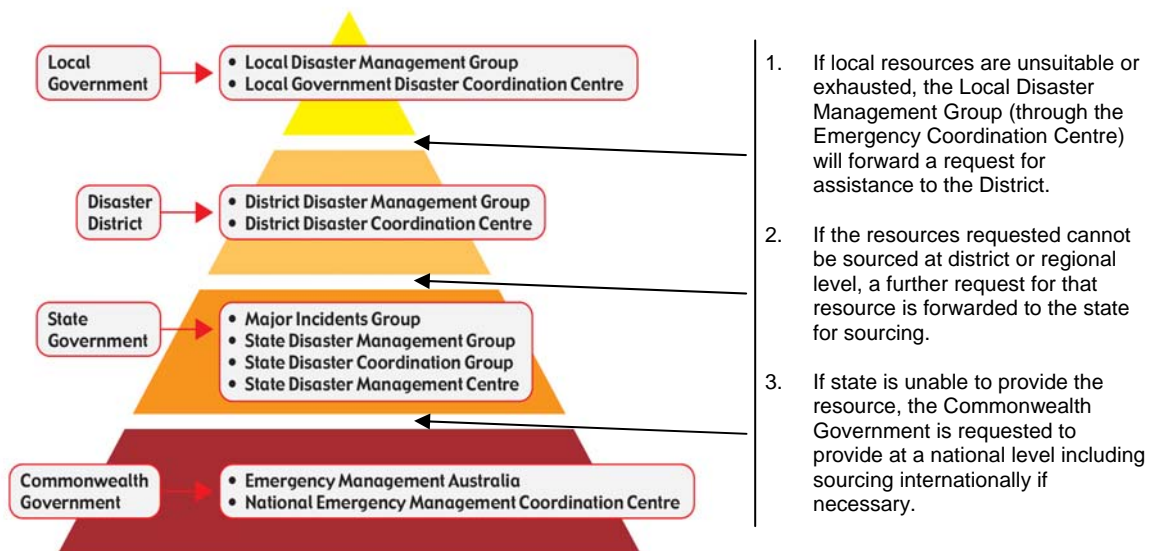 Local
Government
• Local Disaster Management Group
• Local Government Disaster Coordination Centre
Disaster
District
• District Disaster Management Group
• District Disaster Coordination Centre
State
Government
• Major Incidents Group
• State Disaster Management Group
• State Disaster Coordination Group
• State Disaster Management Centre
Commonwealth
Government
• Emergency Management Australia
• National Emergency Management Coordination Centre
1. If local resources are unsuitable or
exhausted, the Local Disaster
Management Group (through the
Emergency Coordination Centre)
will forward a request for
assistance to the District.
2. If the resources requested cannot
be sourced at district or regional
level, a further request for that
resource is forwarded to the state
for sourcing.
3. If state is unable to provide the
resource, the Commonwealth
Government is requested to
provide at a national level including
sourcing internationally if
necessary.